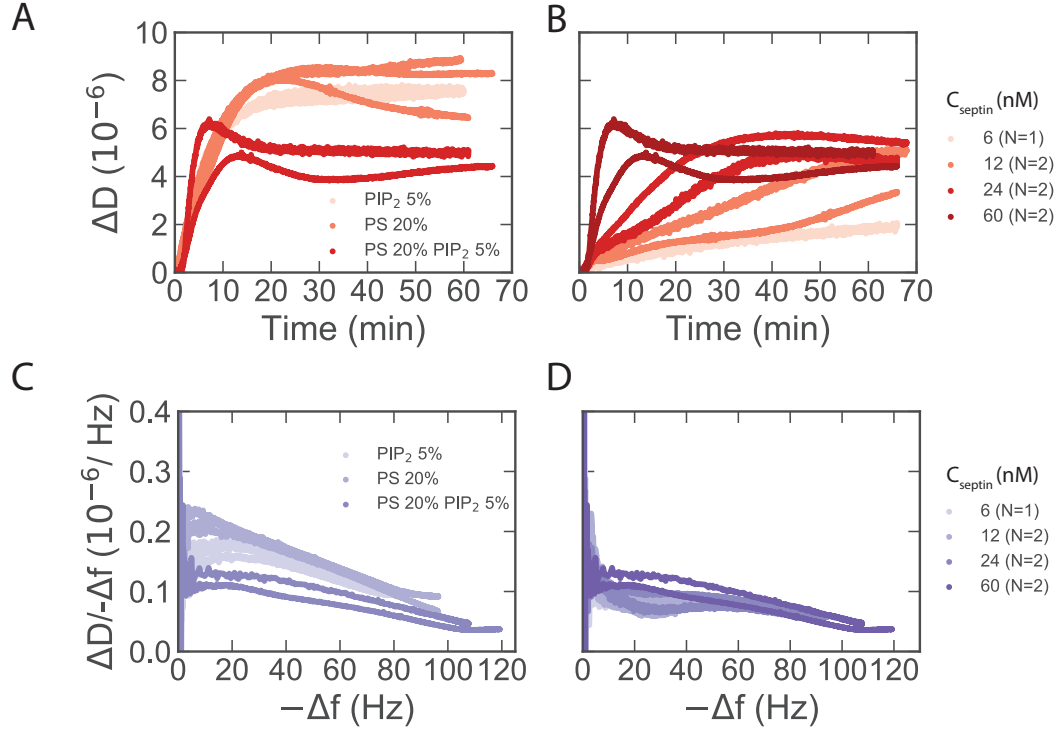 A
B
10
8
6
4
2
0
ΔD (10⁻⁶)
PIP₂ 5%
PS 20%
PS 20% PIP₂ 5%
0 10 20 30 40 50 60 70
Time (min)
0 10 20 30 40 50 60 70
Time (min)
C_septin (nM)
6 (N=1)
12 (N=2)
24 (N=2)
60 (N=2)
C
D
0.4
0.3
0.2
0.1
0.0
ΔD/-Δf (10⁻⁶/ Hz)
PIP₂ 5%
PS 20%
PS 20% PIP₂ 5%
0 20 40 60 80 100 120
−Δf (Hz)
0 20 40 60 80 100 120
−Δf (Hz)
C_septin (nM)
6 (N=1)
12 (N=2)
24 (N=2)
60 (N=2)